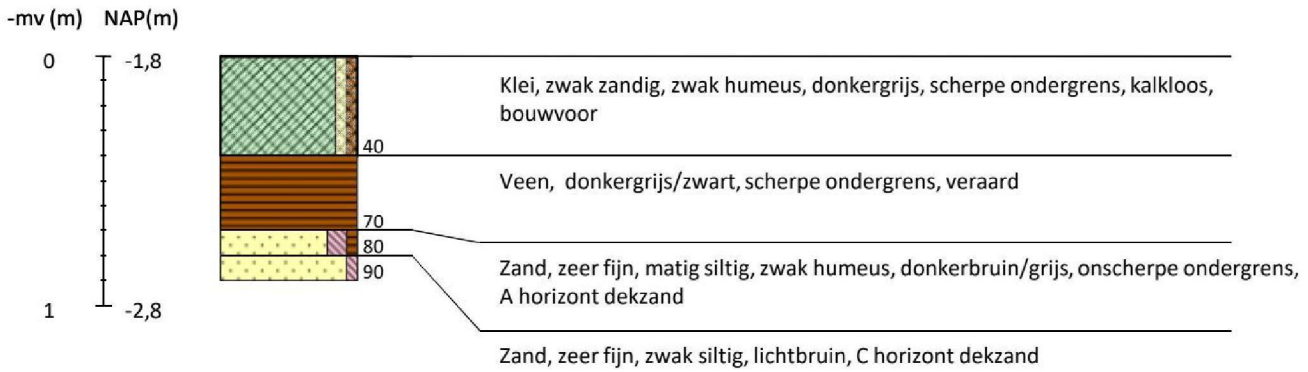 -mv (m) NAP(m)
0 -1,8
Klei, zwak zandig, zwak humeus, donkergrijs, scherpe ondergrens, kalkloos,
bouwvoor
40
Veen, donkergrijs/zwart, scherpe ondergrens, veraard
70
80
Zand, zeer fijn, matig siltig, zwak humeus, donkerbruin/grijs, onscherpe ondergrens,
A horizont dekzand
90
1 -2,8
Zand, zeer fijn, zwak siltig, lichtbruin, C horizont dekzand